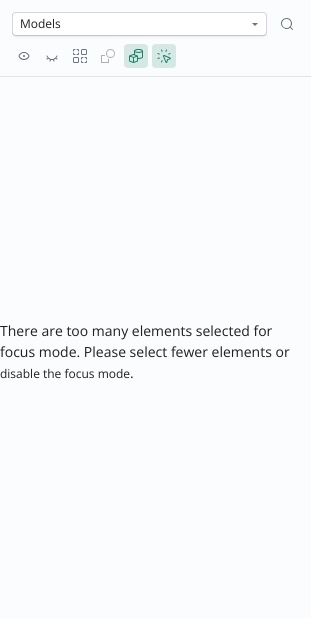 Models
There are too many elements selected for
focus mode. Please select fewer elements or
disable the focus mode.